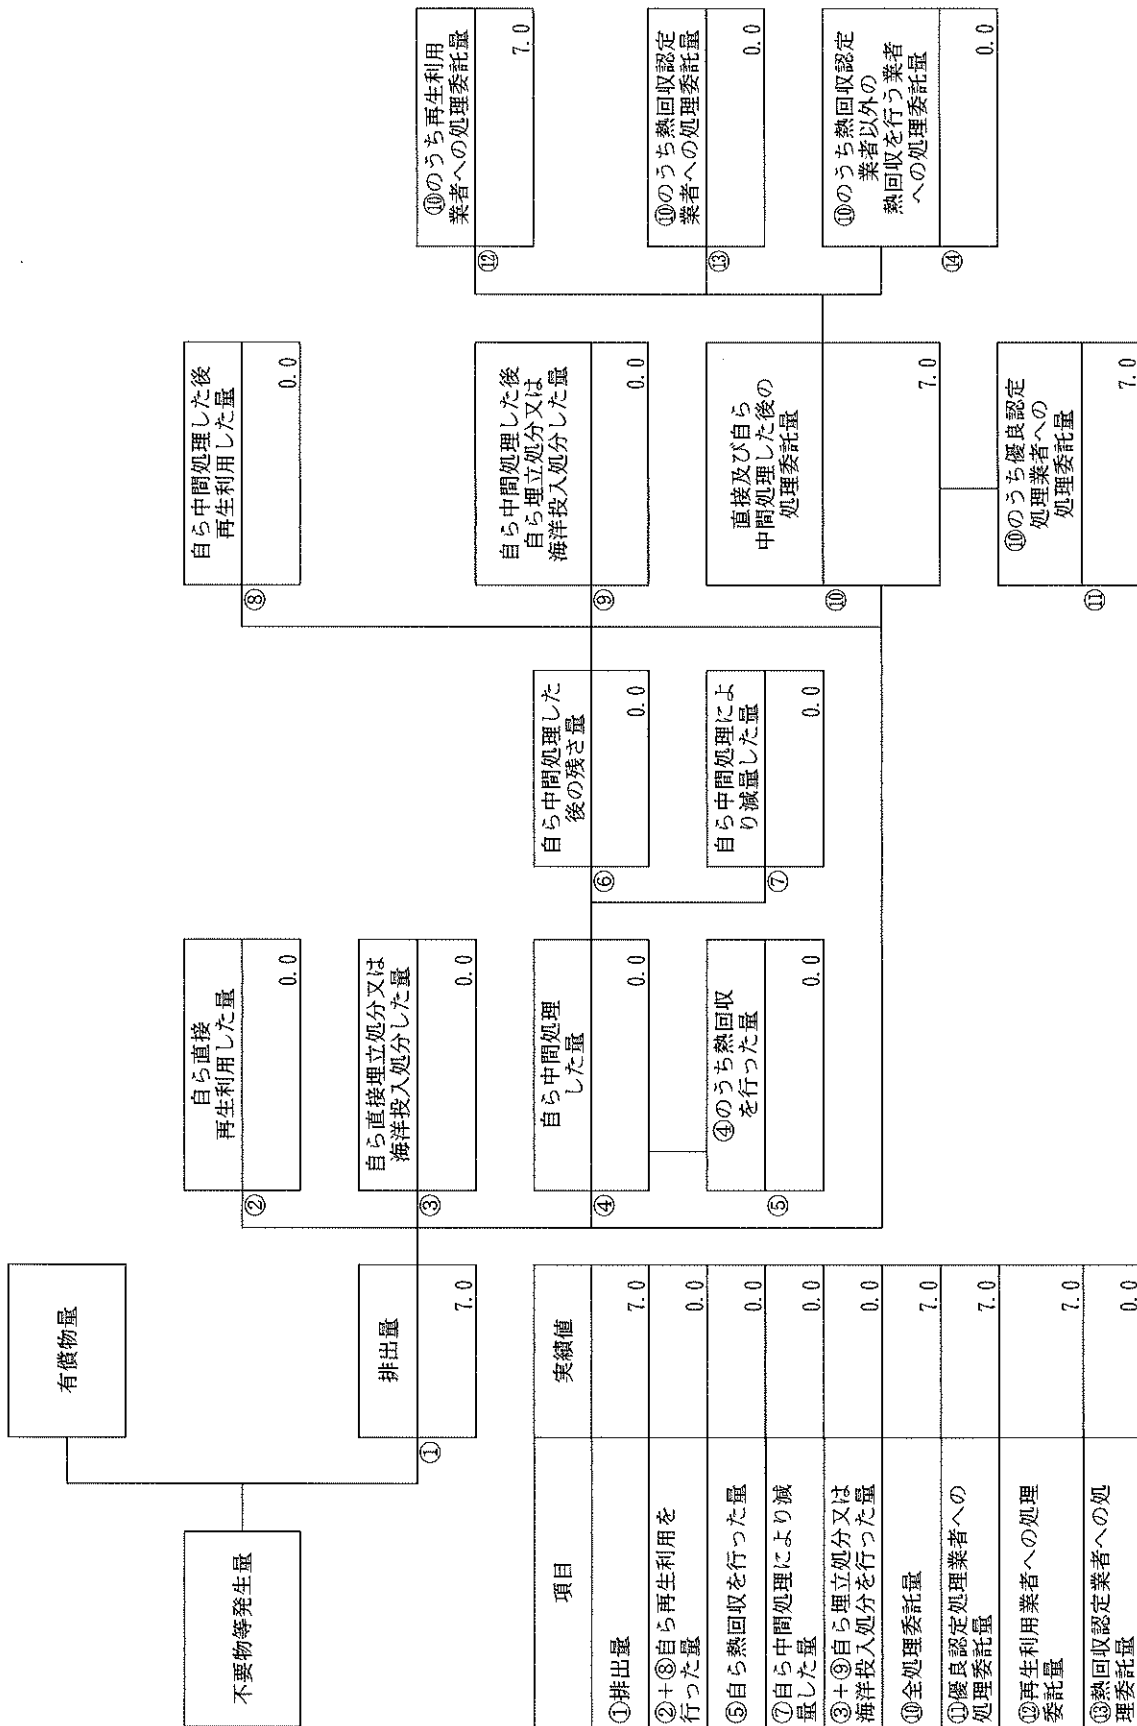 不要物等発生量
有償物量
①
排出量
7.0
②
自ら直接
再生利用した量
0.0
③
自ら直接埋立処分又は
海洋投入処分した量
0.0
④
自ら中間処理
した量
0.0
⑤
④のうち熱回収
を行った量
0.0
⑥
自ら中間処理した
後の残さ量
0.0
⑦
自ら中間処理によ
り減量した量
0.0
⑧
自ら中間処理した後
再生利用した量
0.0
⑨
自ら中間処理した後
自ら埋立処分又は
海洋投入処分した量
0.0
⑩
直接及び自ら
中間処理した後の
処理委託量
7.0
⑪
⑩のうち優良認定
処理業者への
処理委託量
7.0
⑫
⑩のうち再生利用
業者への処理委託量
7.0
⑬
⑩のうち熱回収認定
業者への処理委託量
0.0
⑭
⑩のうち熱回収認定
業者以外の
熱回収を行う業者
への処理委託量
0.0
項目 実績値
①排出量 7.0
②+⑧自ら再生利用を
行った量 0.0
⑤自ら熱回収を行った量 0.0
⑦自ら中間処理により減
量した量 0.0
③+⑨自ら埋立処分又は
海洋投入処分を行った量 0.0
⑩全処理委託量 7.0
⑪優良認定処理業者への
処理委託量 7.0
⑫再生利用業者への処理
委託量 7.0
⑬熱回収認定業者への処
理委託量 0.0